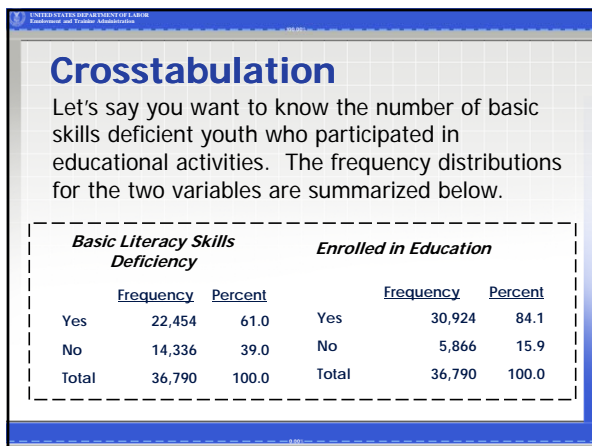 UNITED STATES DEPARTMENT OF LABOR
Employment and Training Administration
Crosstabulation
Let's say you want to know the number of basic
skills deficient youth who participated in
educational activities. The frequency distributions
for the two variables are summarized below.
Basic Literacy Skills
Deficiency
Frequency Percent
Yes 22,454 61.0
No 14,336 39.0
Total 36,790 100.0
Enrolled in Education
Frequency Percent
Yes 30,924 84.1
No 5,866 15.9
Total 36,790 100.0